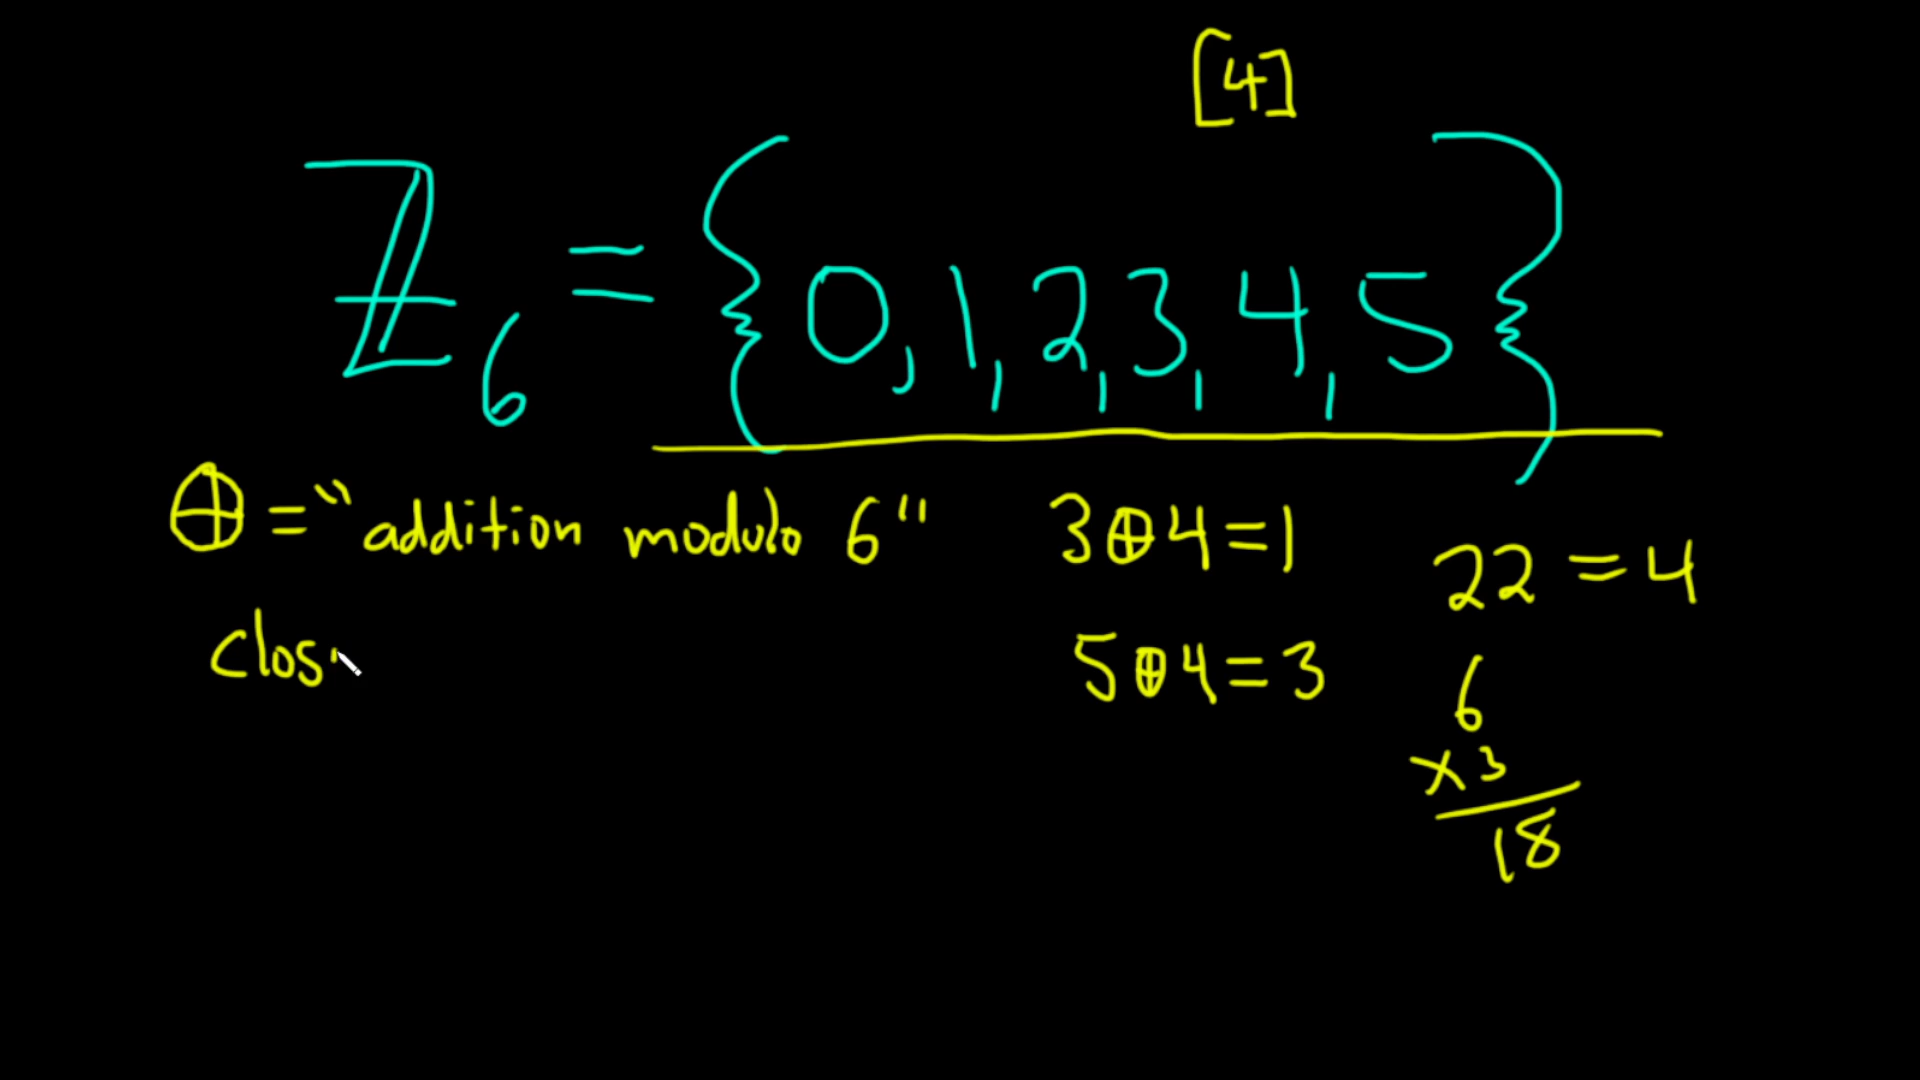 [4]
ℤ₆ = {0, 1, 2, 3, 4, 5}
⊕ = "addition modulo 6"
3 ⊕ 4 = 1
22 = 4
clos
5 ⊕ 4 = 3
6
x3
18